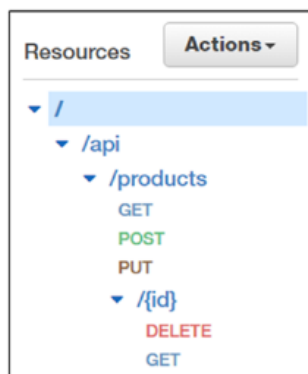 Resources Actions
/
/api
/products
GET
POST
PUT
/{id}
DELETE
GET